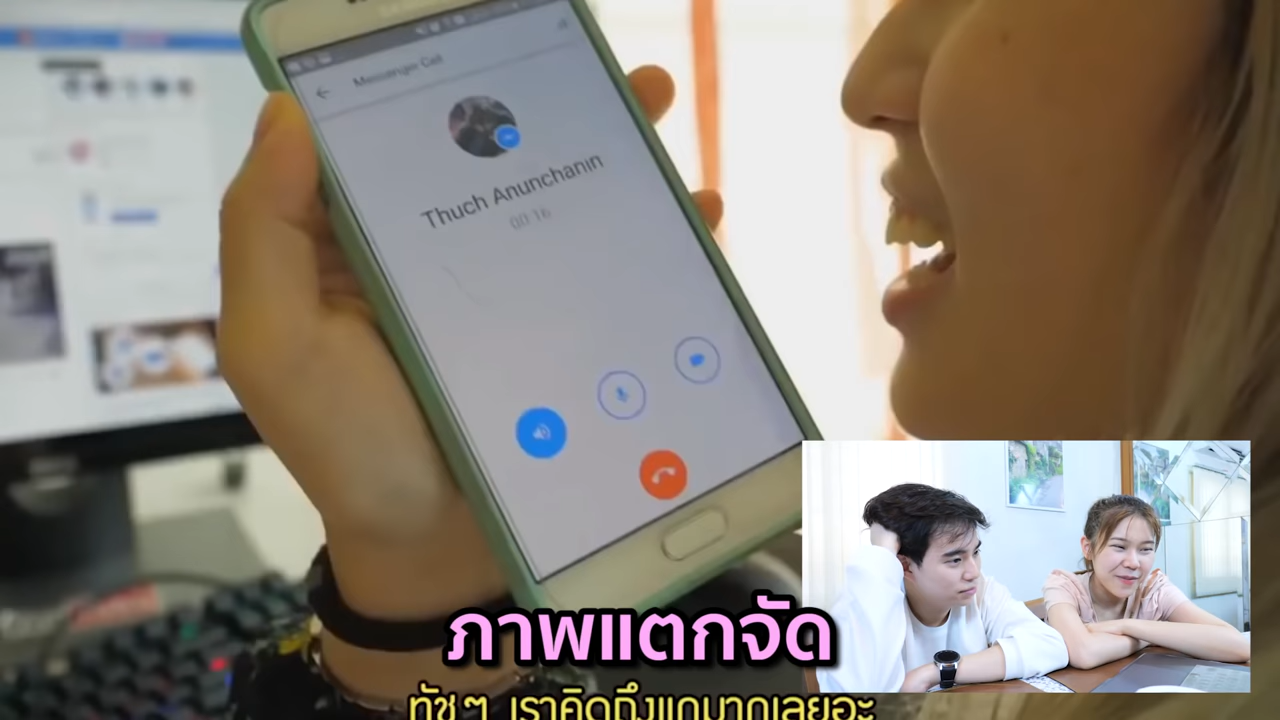 Messenger Call
Thuch Anunchanin
00:16
ภาพแตกจัด
ทัชๆ เราคิดถึงแกมากเลยอะ